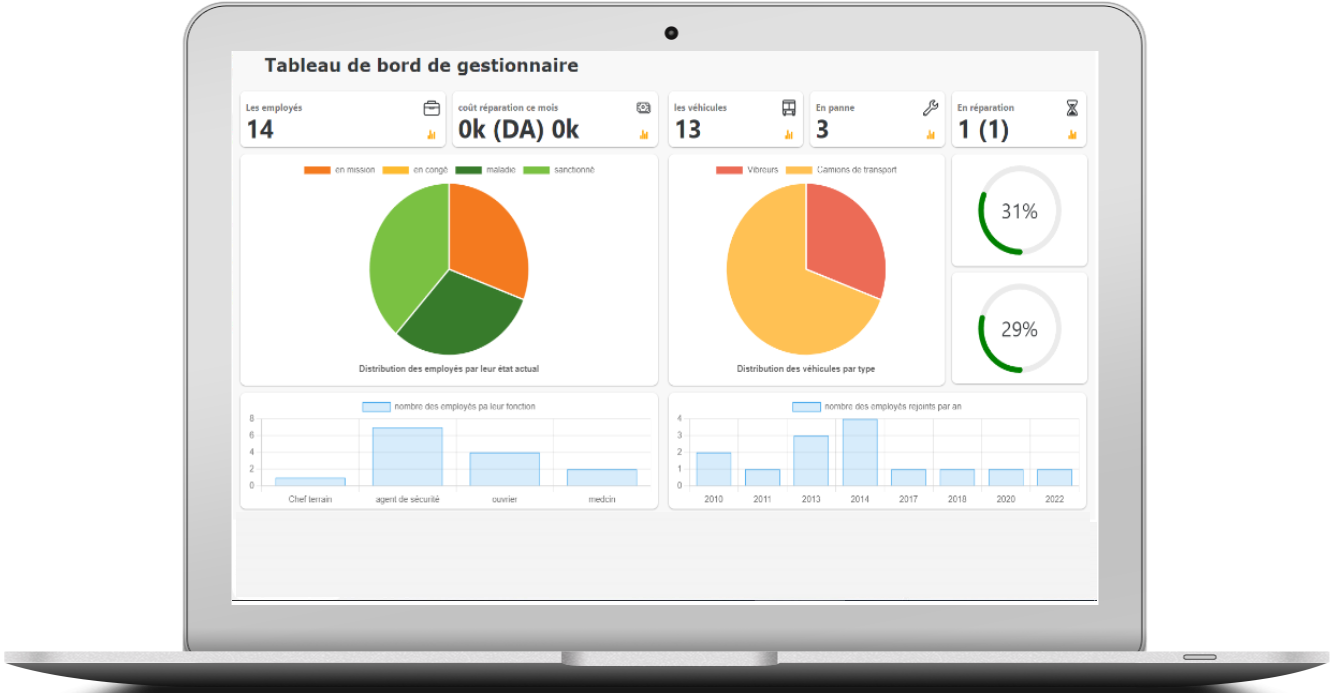 Tableau de bord de gestionnaire
Les employés
14
coût réparation ce mois
0k (DA) 0k
les véhicules
13
En panne
3
En réparation
1 (1)
en mission en congé maladie sanctionné
Distribution des employés par leur état actual
Vibreurs Camions de transport
Distribution des véhicules par type
31%
29%
nombre des employés pa leur fonction
8
6
4
2
0
Chef terrain agent de sécurité ouvrier medcin
nombre des employés rejoints par an
4
3
2
1
0
2010 2011 2013 2014 2017 2018 2020 2022